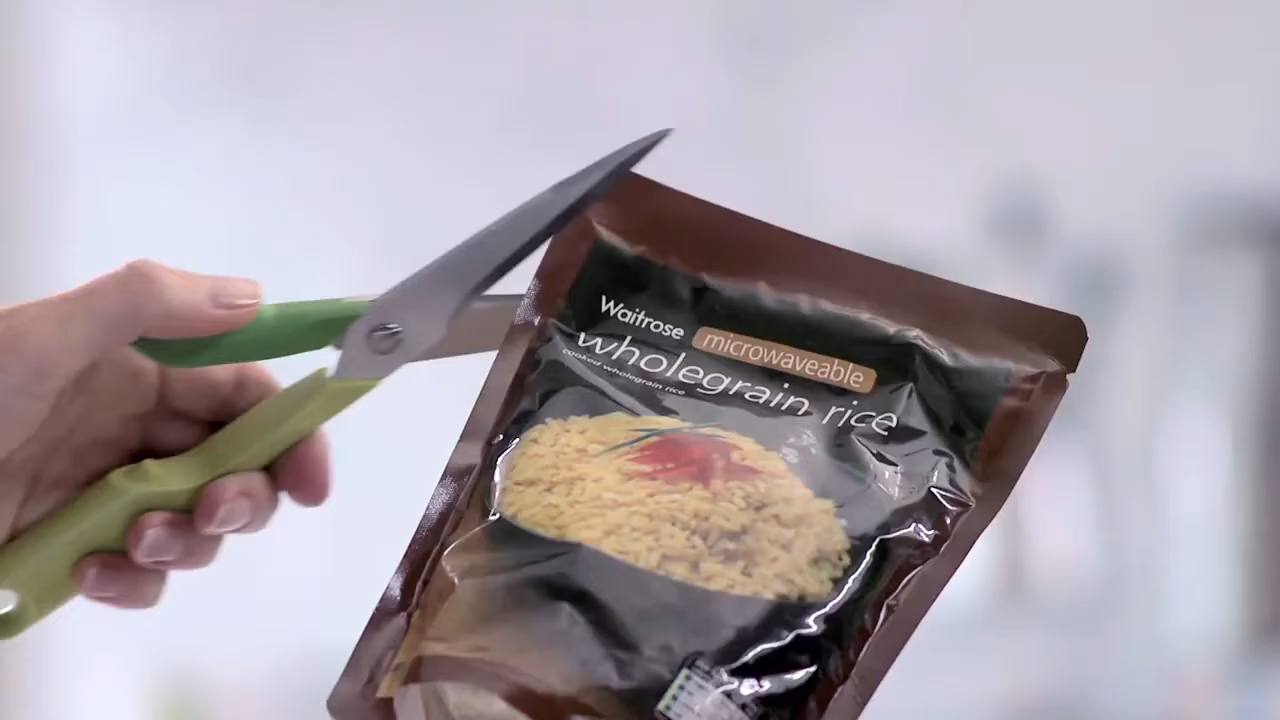 Waitrose
microwaveable
wholegrain rice
cooked wholegrain rice